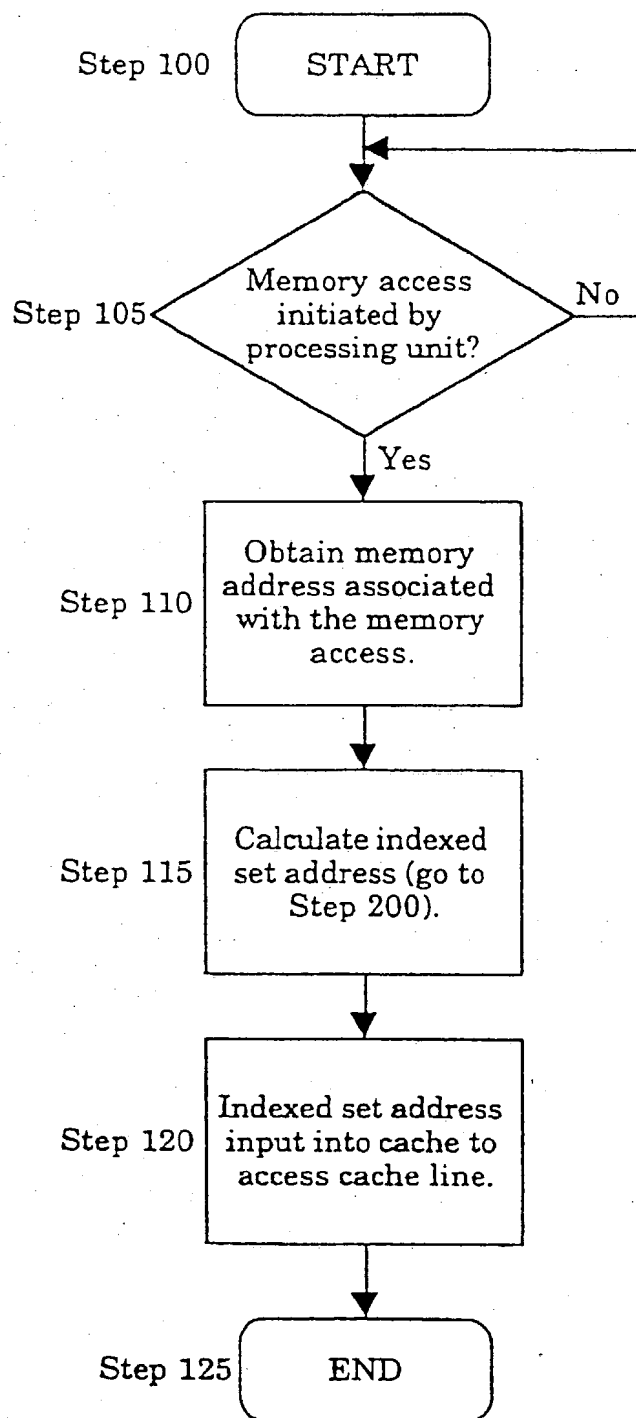 Step 100
START
Step 105
Memory access
initiated by
processing unit?
No
Yes
Step 110
Obtain memory
address associated
with the memory
access.
Step 115
Calculate indexed
set address (go to
Step 200).
Step 120
Indexed set address
input into cache to
access cache line.
Step 125
END